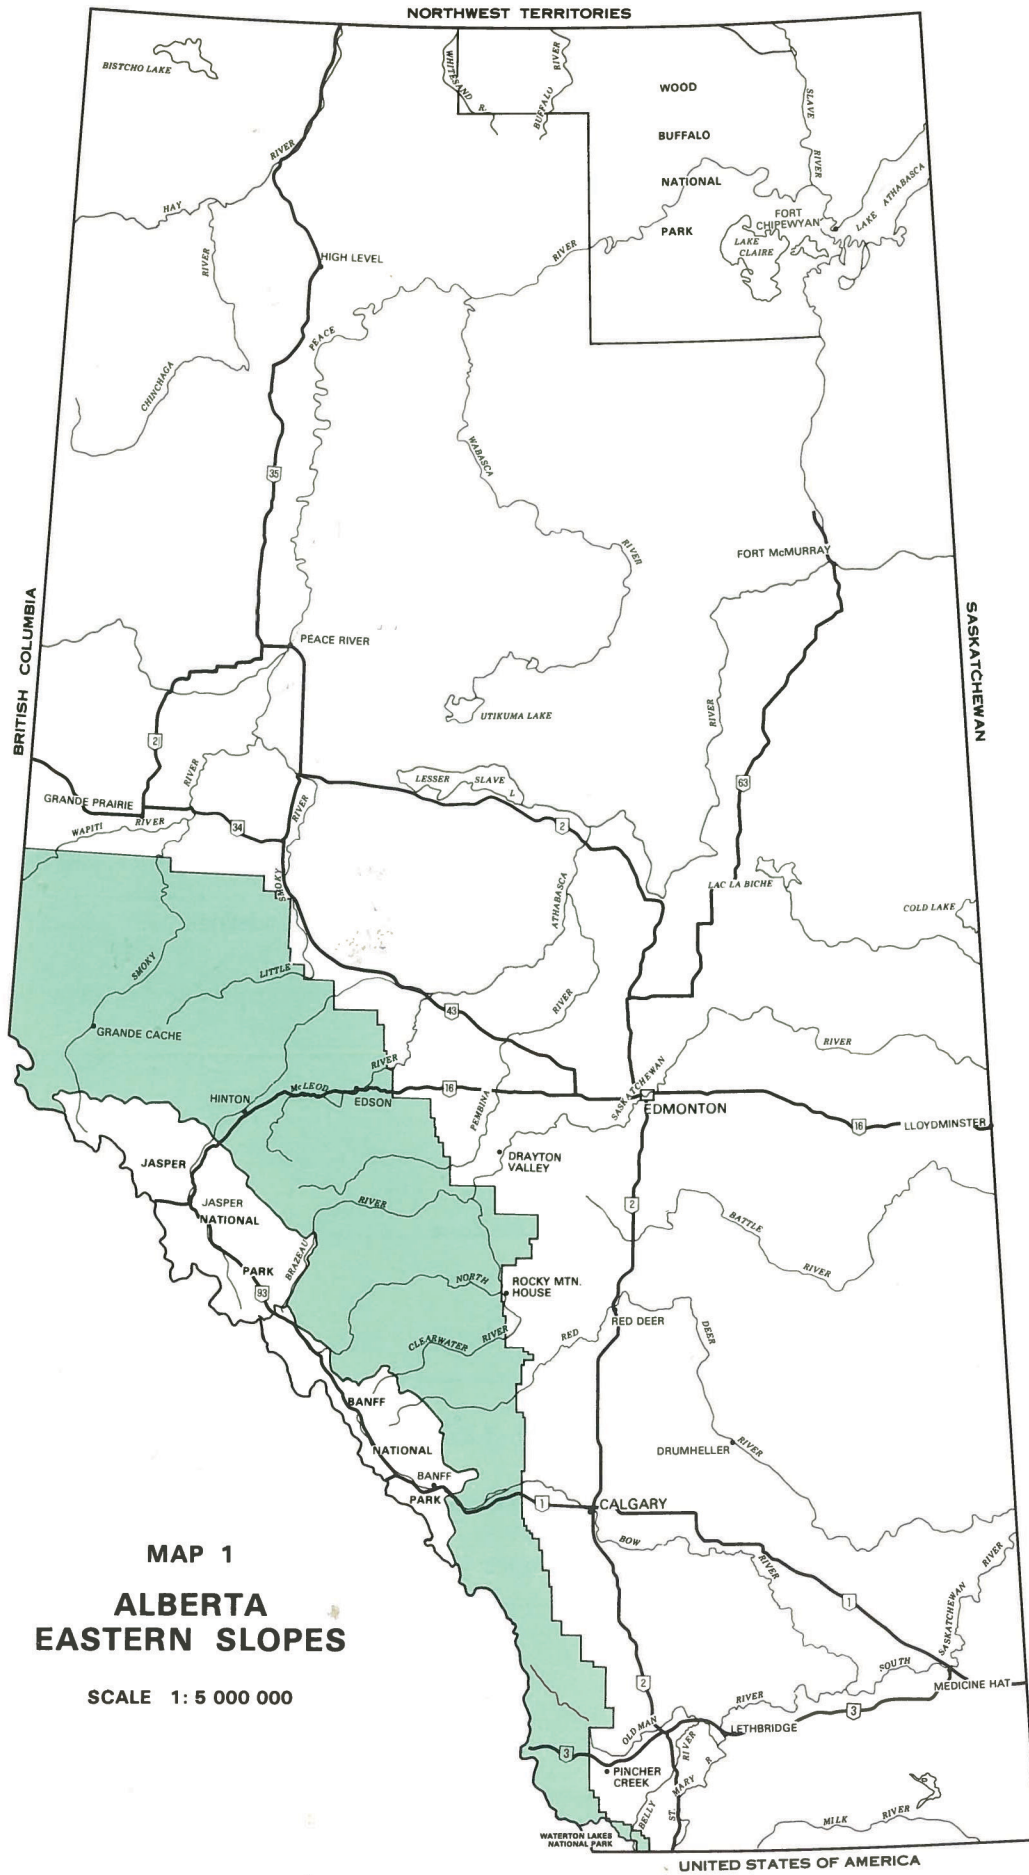 NORTHWEST TERRITORIES
BISTCHO LAKE
WHITESAND R.
BUFFALO RIVER
WOOD
BUFFALO
NATIONAL
PARK
SLAVE RIVER
LAKE ATHABASCA
FORT
CHIPEWYAN
LAKE
CLAIRE
HAY RIVER
RIVER
HIGH LEVEL
PEACE RIVER
CHINCHAGA
WABASCA
RIVER
35
FORT McMURRAY
BRITISH COLUMBIA
SASKATCHEWAN
PEACE RIVER
UTIKUMA LAKE
RIVER
2
63
RIVER
LESSER SLAVE L
GRANDE PRAIRIE
RIVER
2
WAPITI RIVER
34
SMOKY
ATHABASCA
LAC LA BICHE
COLD LAKE
SMOKY
LITTLE
43
RIVER
GRANDE CACHE
RIVER
RIVER
McLEOD
16
SASKATCHEWAN
HINTON
EDSON
PEMBINA
EDMONTON
16
LLOYDMINSTER
DRAYTON
VALLEY
JASPER
JASPER
NATIONAL
PARK
RIVER
2
BATTLE
RIVER
BRAZEAU
93
NORTH
ROCKY MTN.
HOUSE
CLEARWATER RIVER
RED
RED DEER
DEER
BANFF
NATIONAL
PARK
BANFF
DRUMHELLER
RIVER
1
CALGARY
BOW
RIVER
1
RIVER
SASKATCHEWAN
MAP 1
ALBERTA
EASTERN SLOPES
SCALE 1: 5 000 000
SOUTH
2
MEDICINE HAT
RIVER
3
OLD MAN
LETHBRIDGE
3
RIVER
R
PINCHER
CREEK
ST. MARY
BELLY
MILK RIVER
WATERTON LAKES
NATIONAL PARK
UNITED STATES OF AMERICA